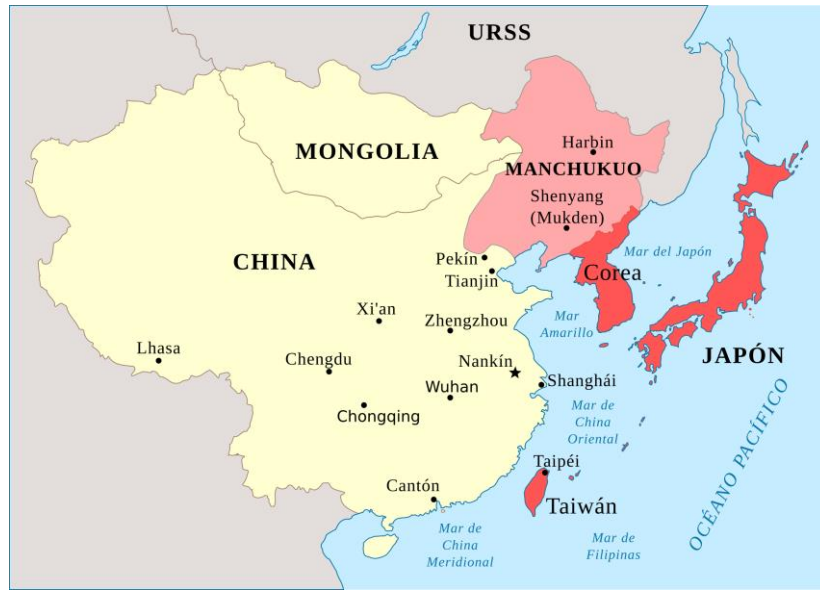 URSS
MONGOLIA
Harbin
MANCHUKUO
Shenyang
(Mukden)
CHINA
Pekín
Tianjin
Corea
Mar del Japón
Xi'an
Zhengzhou
Mar
Amarillo
Lhasa
Chengdu
Nankín
JAPÓN
Wuhan
Shanghái
Chongqing
Mar de
China
Oriental
OCÉANO PACÍFICO
Taipéi
Cantón
Taiwán
Mar de
China
Meridional
Mar de
Filipinas